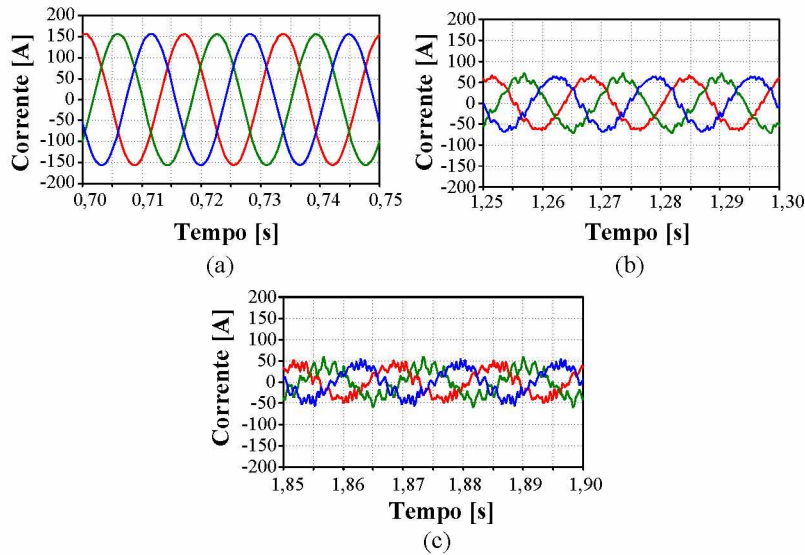 Corrente [A]
200
150
100
50
0
-50
-100
-150
-200
0,70 0,71 0,72 0,73 0,74 0,75
Tempo [s]
(a)
Corrente [A]
200
150
100
50
0
-50
-100
-150
-200
1,25 1,26 1,27 1,28 1,29 1,30
Tempo [s]
(b)
Corrente [A]
200
150
100
50
0
-50
-100
-150
-200
1,85 1,86 1,87 1,88 1,89 1,90
Tempo [s]
(c)